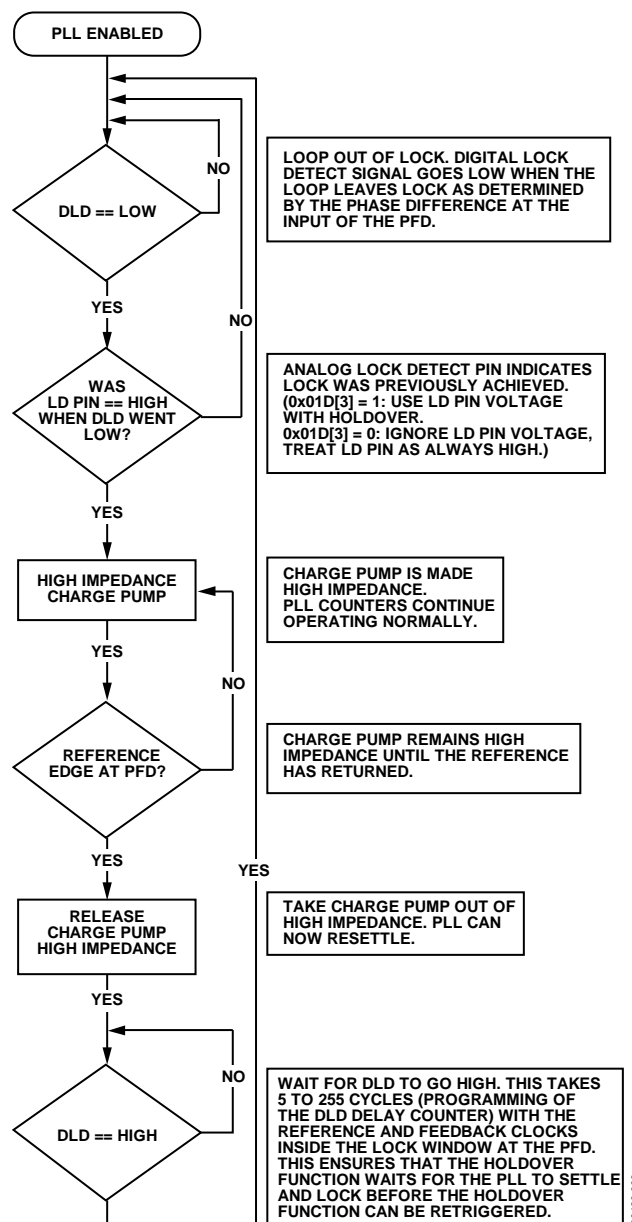 PLL ENABLED
NO
LOOP OUT OF LOCK. DIGITAL LOCK
DETECT SIGNAL GOES LOW WHEN THE
LOOP LEAVES LOCK AS DETERMINED
BY THE PHASE DIFFERENCE AT THE
INPUT OF THE PFD.
DLD == LOW
YES
NO
WAS
LD PIN == HIGH
WHEN DLD WENT
LOW?
ANALOG LOCK DETECT PIN INDICATES
LOCK WAS PREVIOUSLY ACHIEVED.
(0x01D[3] = 1: USE LD PIN VOLTAGE
WITH HOLDOVER.
0x01D[3] = 0: IGNORE LD PIN VOLTAGE,
TREAT LD PIN AS ALWAYS HIGH.)
YES
HIGH IMPEDANCE
CHARGE PUMP
CHARGE PUMP IS MADE
HIGH IMPEDANCE.
PLL COUNTERS CONTINUE
OPERATING NORMALLY.
YES
NO
REFERENCE
EDGE AT PFD?
CHARGE PUMP REMAINS HIGH
IMPEDANCE UNTIL THE REFERENCE
HAS RETURNED.
YES
YES
RELEASE
CHARGE PUMP
HIGH IMPEDANCE
TAKE CHARGE PUMP OUT OF
HIGH IMPEDANCE. PLL CAN
NOW RESETTLE.
YES
NO
DLD == HIGH
WAIT FOR DLD TO GO HIGH. THIS TAKES
5 TO 255 CYCLES (PROGRAMMING OF
THE DLD DELAY COUNTER) WITH THE
REFERENCE AND FEEDBACK CLOCKS
INSIDE THE LOCK WINDOW AT THE PFD.
THIS ENSURES THAT THE HOLDOVER
FUNCTION WAITS FOR THE PLL TO SETTLE
AND LOCK BEFORE THE HOLDOVER
FUNCTION CAN BE RETRIGGERED.